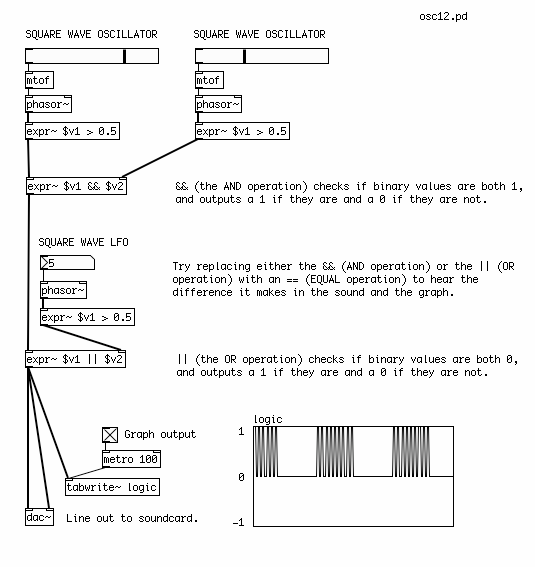 osc12.pd
SQUARE WAVE OSCILLATOR
SQUARE WAVE OSCILLATOR
mtof
mtof
phasor~
phasor~
expr~ $v1 > 0.5
expr~ $v1 > 0.5
expr~ $v1 && $v2
&& (the AND operation) checks if binary values are both 1,
and outputs a 1 if they are and a 0 if they are not.
SQUARE WAVE LFO
5
phasor~
expr~ $v1 > 0.5
Try replacing either the && (AND operation) or the || (OR
operation) with an == (EQUAL operation) to hear the
difference it makes in the sound and the graph.
expr~ $v1 || $v2
|| (the OR operation) checks if binary values are both 0,
and outputs a 1 if they are and a 0 if they are not.
Graph output
metro 100
tabwrite~ logic
dac~
Line out to soundcard.
logic
1
0
-1